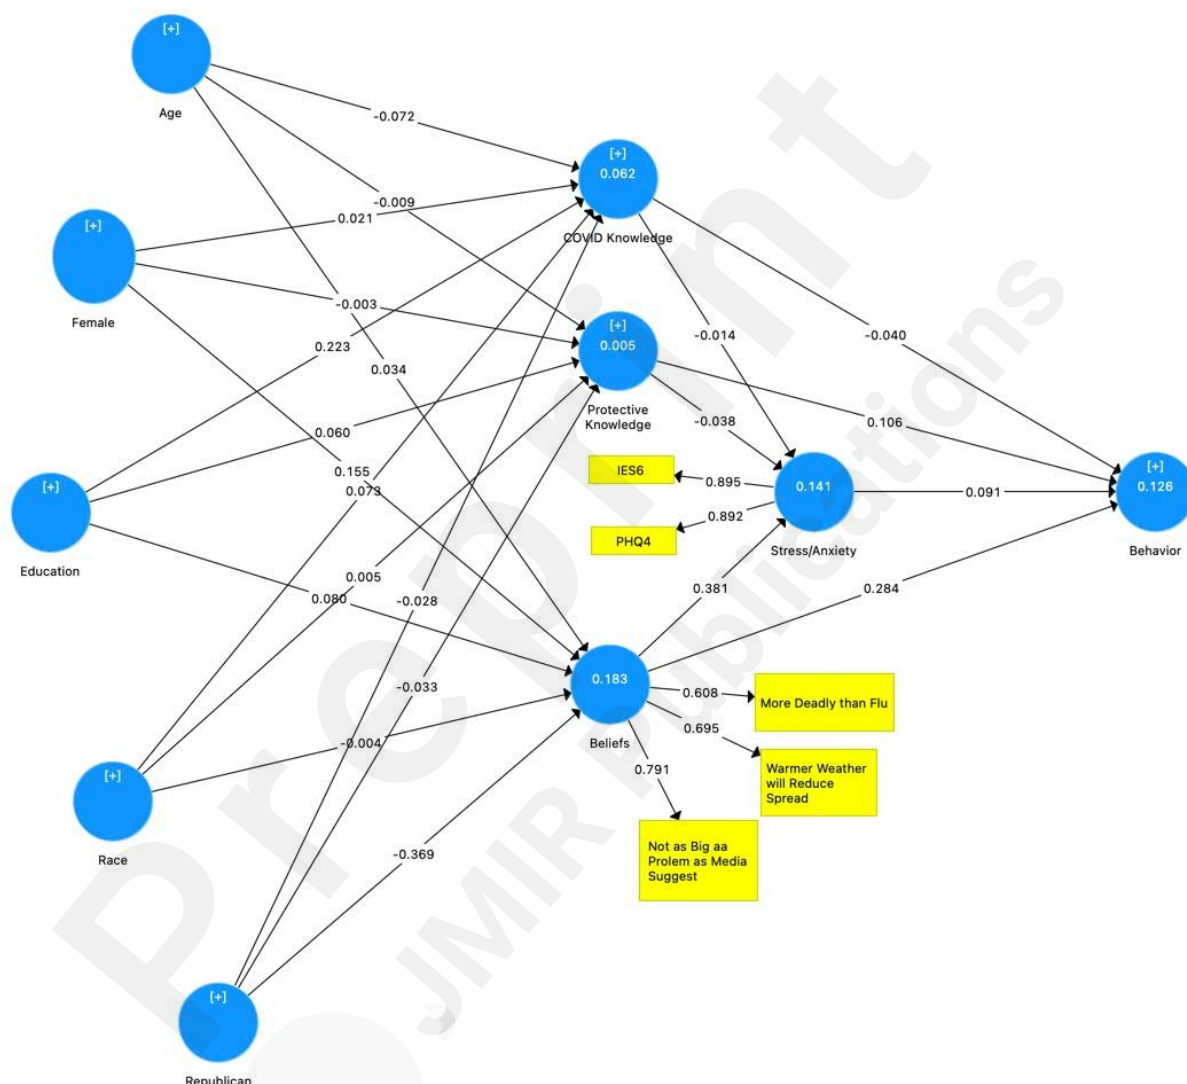 [+]
Age
-0.072
[+]
0.062
COVID Knowledge
-0.009
0.021
[+]
Female
-0.003
0.223
0.034
[+]
0.005
Protective
Knowledge
-0.014
-0.040
0.060
-0.038
0.106
0.155
0.073
IES6
0.895
PHQ4
0.892
0.141
Stress/Anxiety
0.091
[+]
0.126
Behavior
[+]
Education
0.005
0.080
-0.028
0.381
0.284
-0.033
0.183
Beliefs
0.608
More Deadly than Flu
0.695
Warmer Weather
will Reduce
Spread
0.791
Not as Big aa
Prolem as Media
Suggest
-0.004
[+]
Race
-0.369
[+]
Republican
Preprint
JMIR Publications